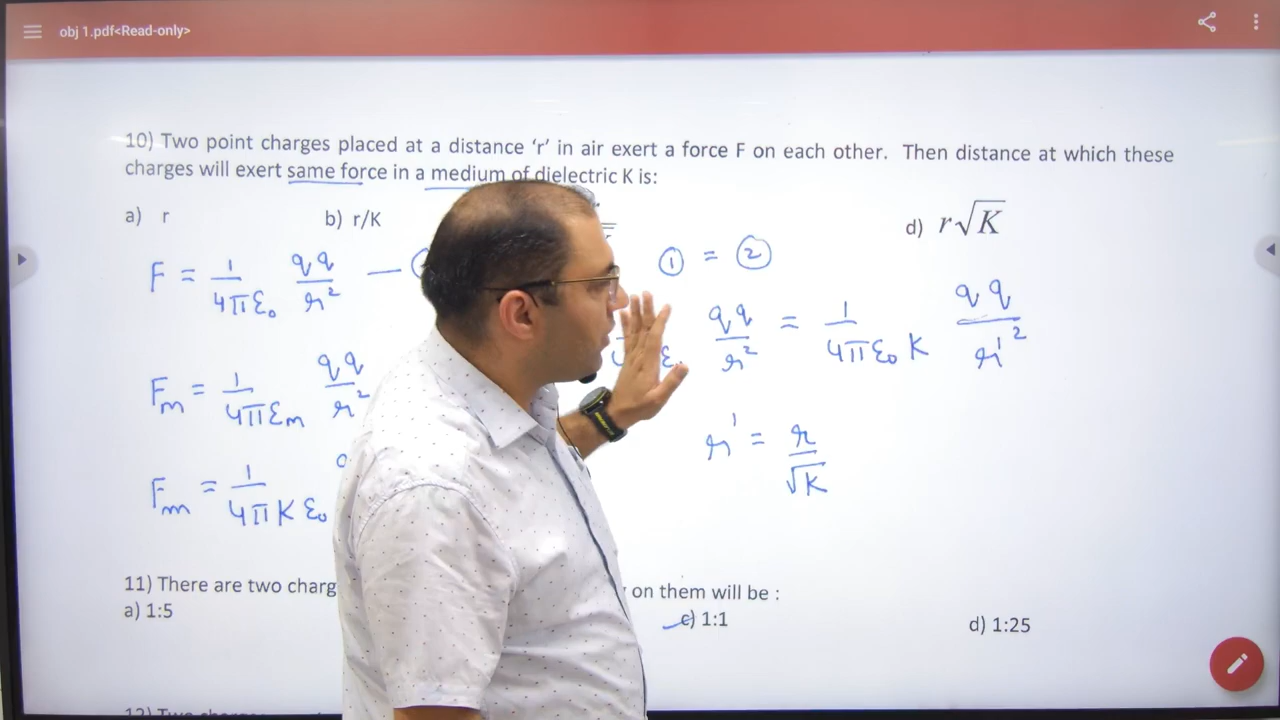 obj 1.pdf<Read-only>
10) Two point charges placed at a distance ‘r’ in air exert a force F on each other. Then distance at which these
charges will exert same force in a medium of dielectric K is:
a) r b) r/K d) r√K
F = 1/4πε₀ qq/r² —
① = ②
qq/r² = 1/4πε₀K qq/r'²
Fm = 1/4πεm qq/r²
r' = r/√K
Fm = 1/4πKε₀
11) There are two on them will be :
a) 1:5 c) 1:1 d) 1:25